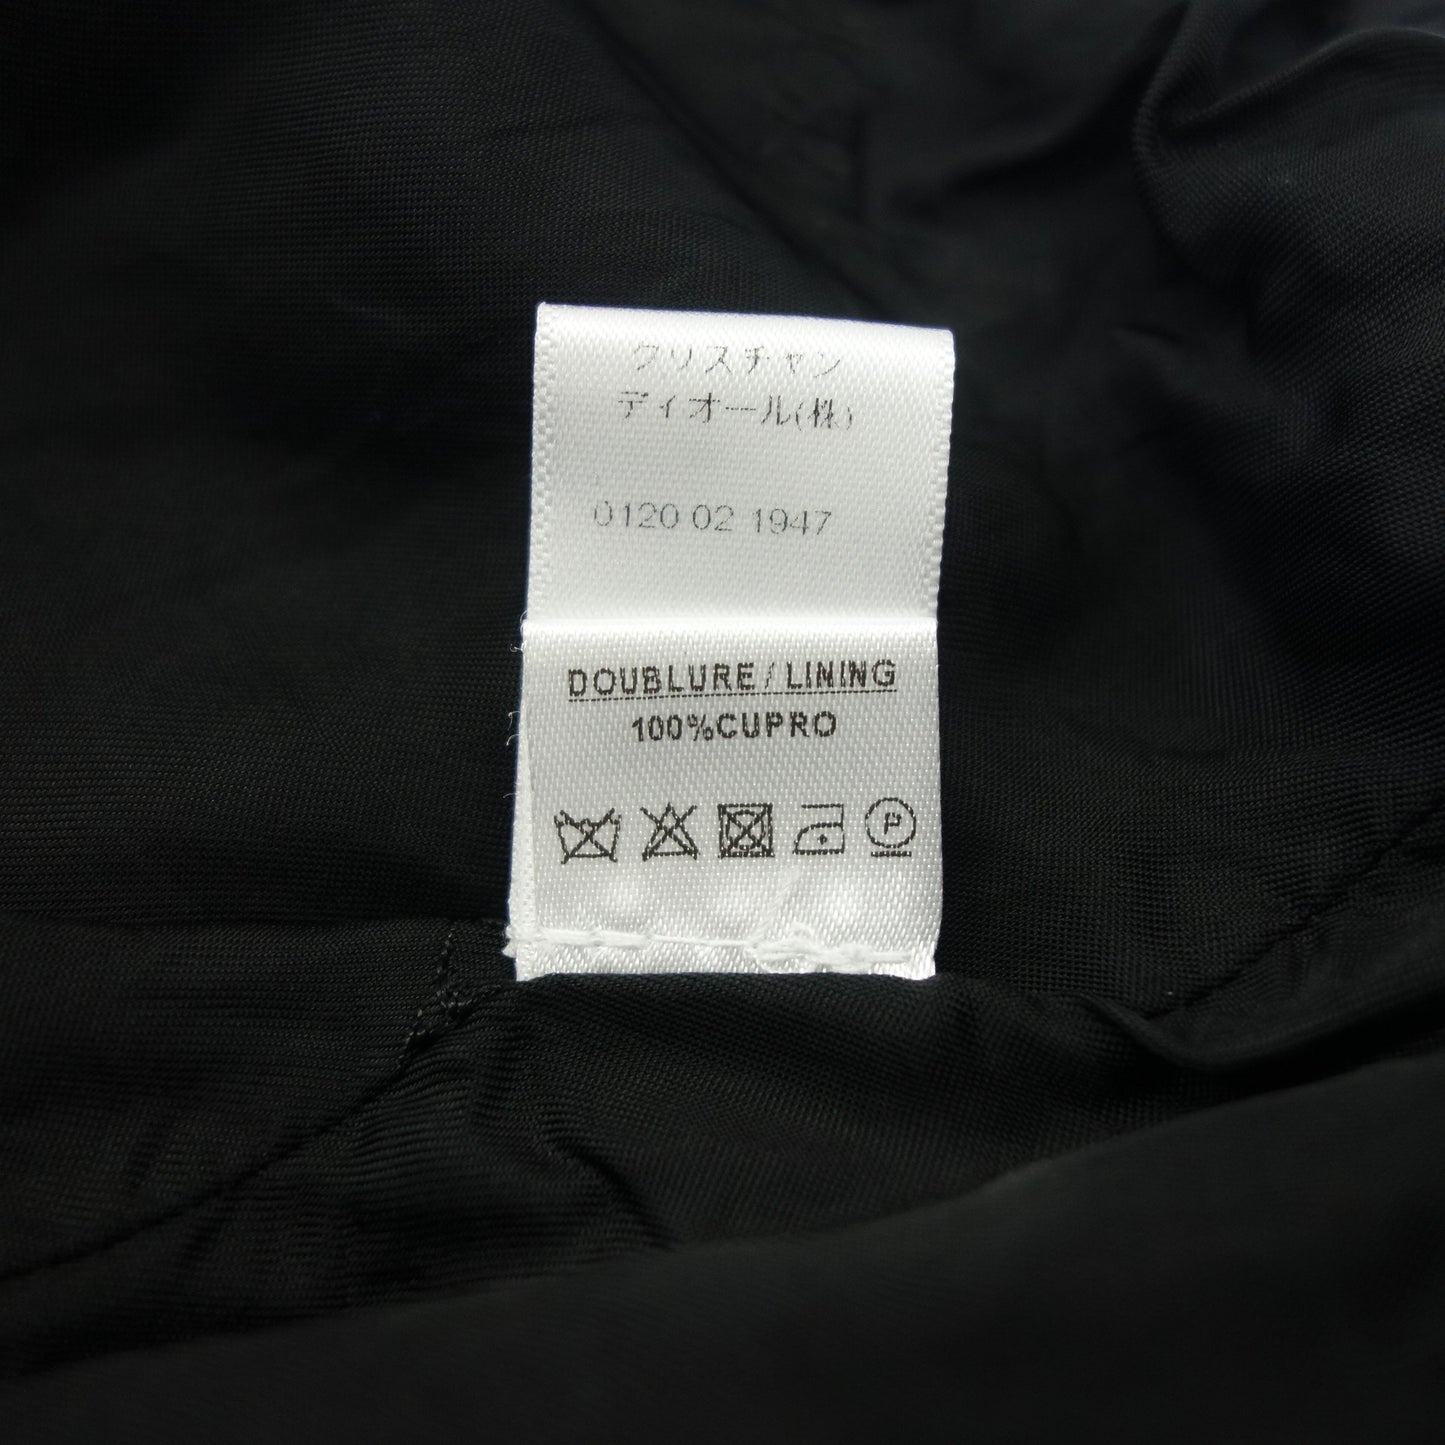 クリスチャン
ディオール(株)
0120 02 1947
DOUBLURE / LINING
100%CUPRO
P